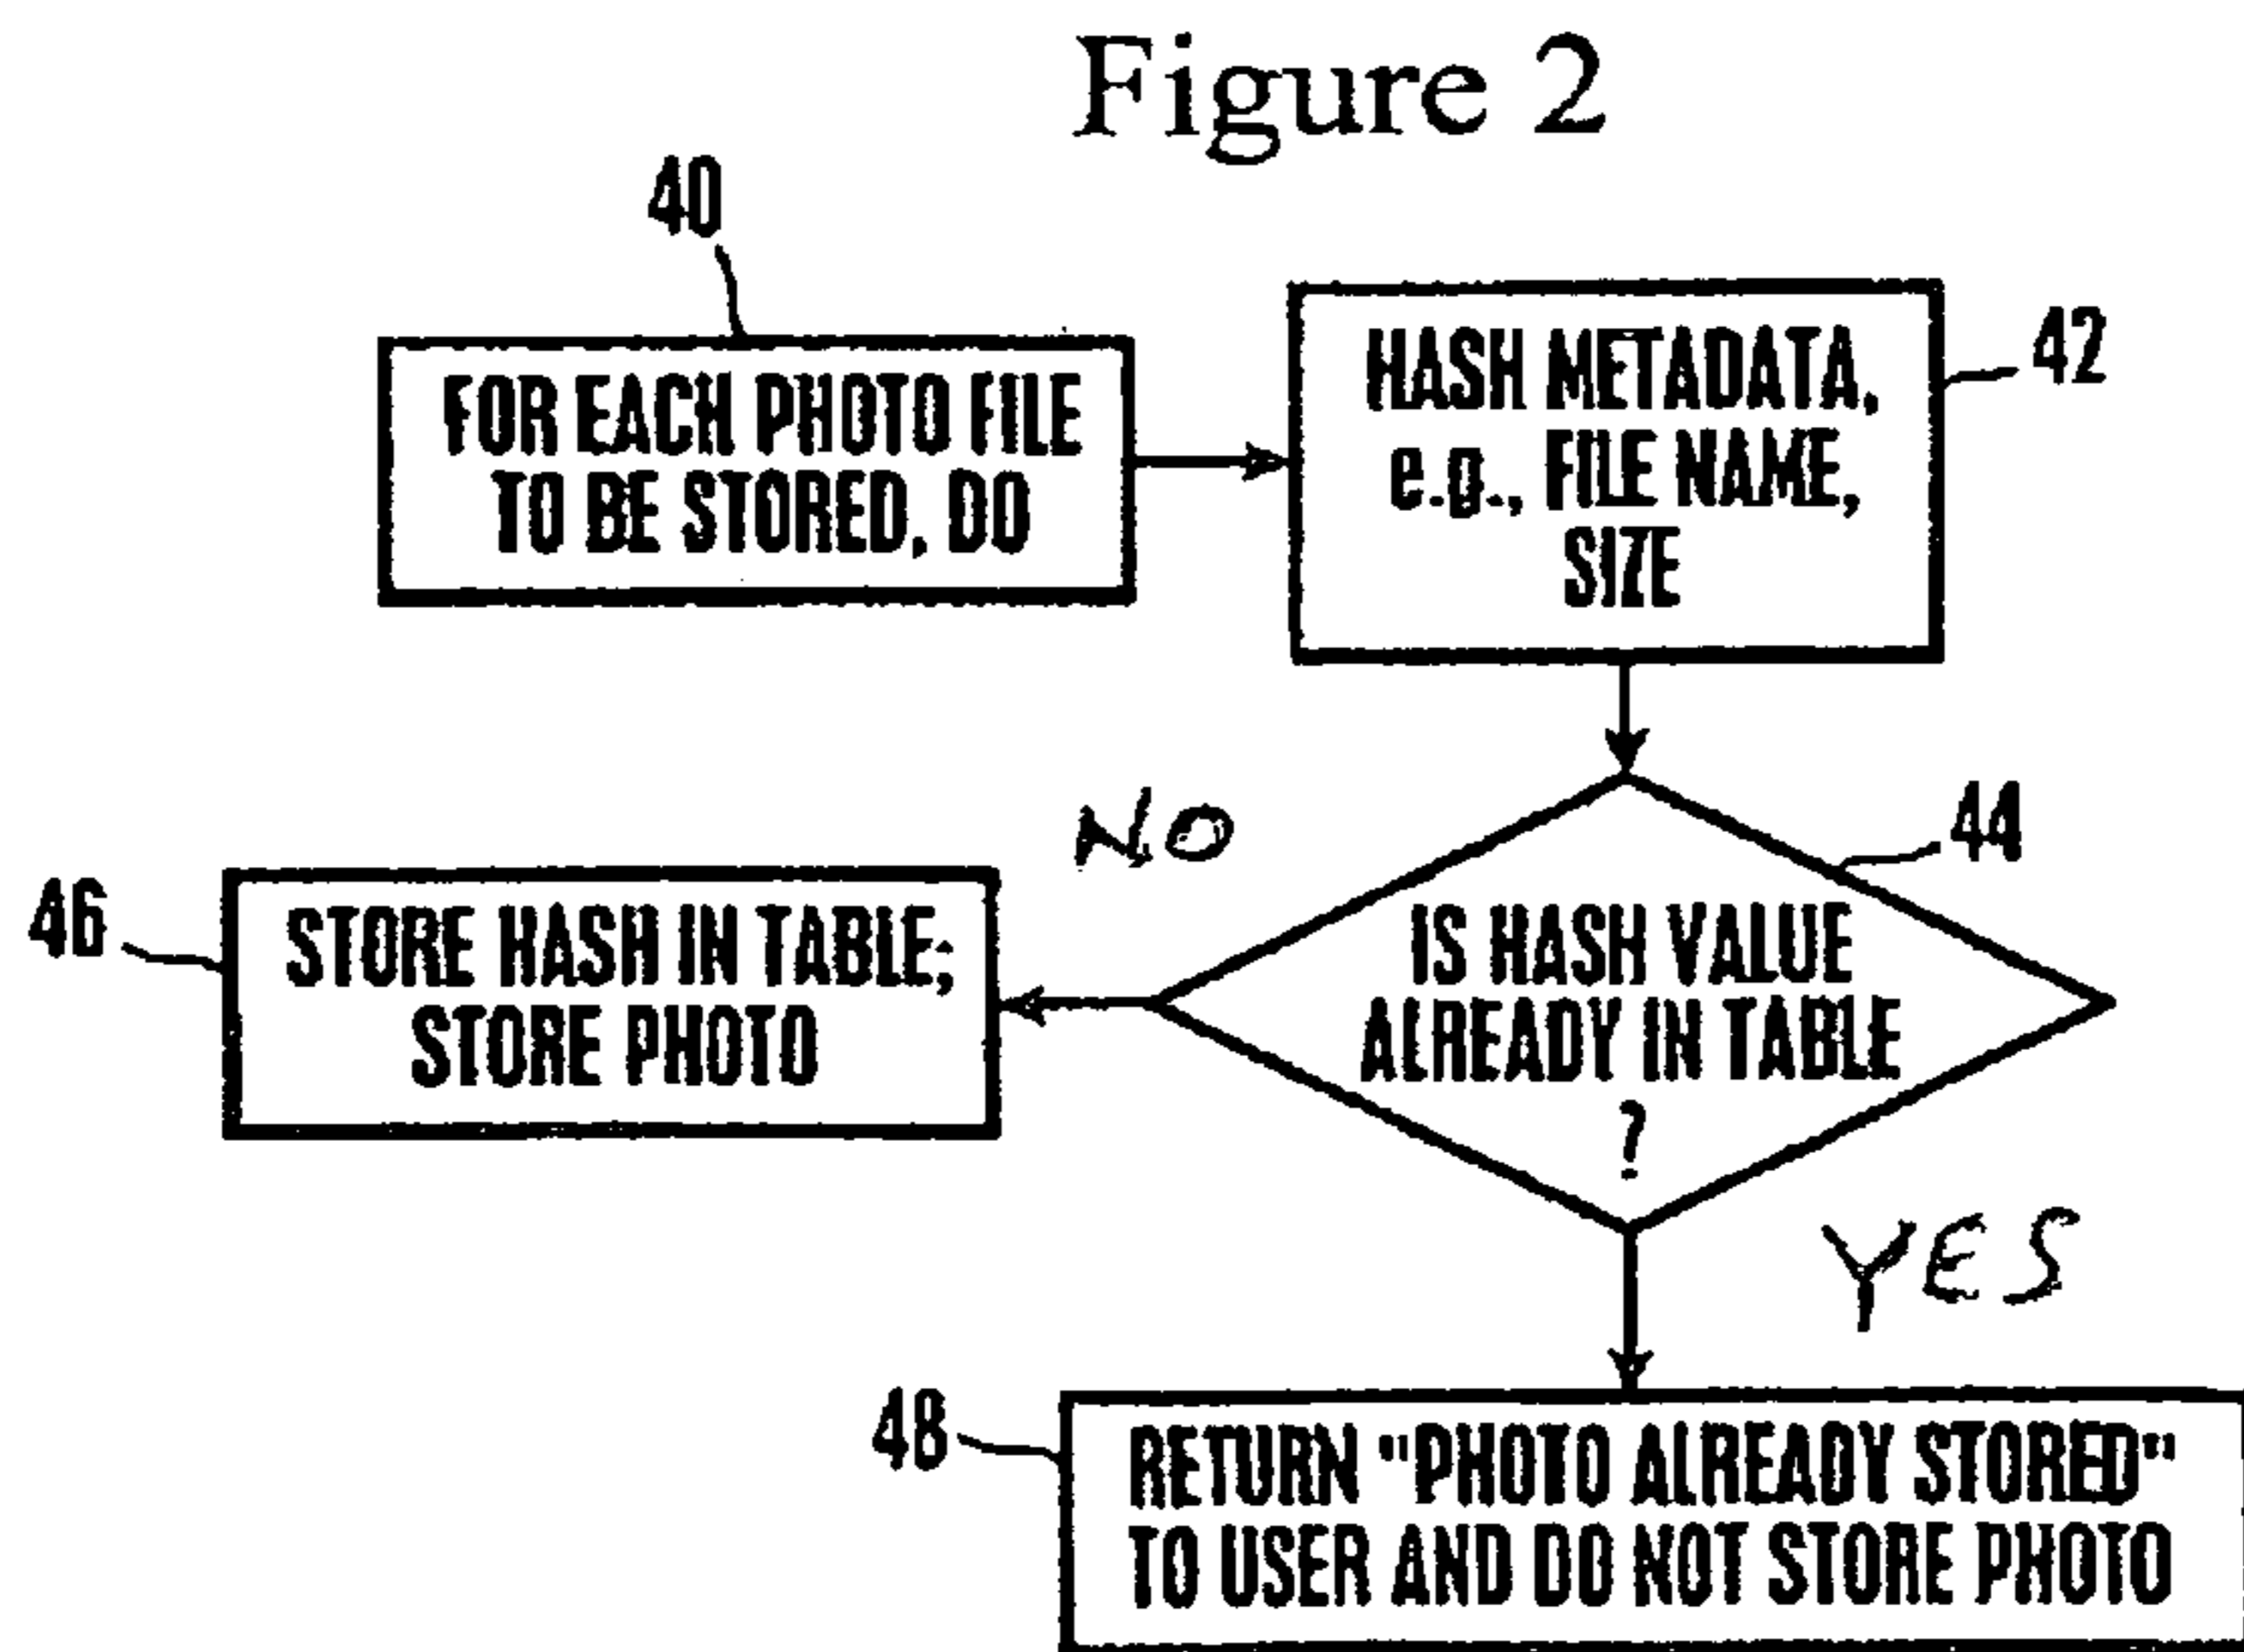 Figure 2
40
FOR EACH PHOTO FILE
TO BE STORED, DO
HASH METADATA,
e.g., FILE NAME,
SIZE
42
NO
44
IS HASH VALUE
ALREADY IN TABLE
?
46
STORE HASH IN TABLE;
STORE PHOTO
YES
48
RETURN "PHOTO ALREADY STORED"
TO USER AND DO NOT STORE PHOTO